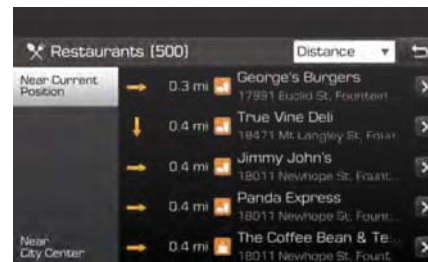 Restaurants (500)
Distance
Near Current
Position
0.3 mi George's Burgers
17991 Euclid St, Fountain...
0.4 mi True Vine Deli
18471 Mt Langley St, Foun...
0.4 mi Jimmy John's
18011 Newhope St, Fount...
0.4 mi Panda Express
18011 Newhope St, Fount...
Near
City Center
0.4 mi The Coffee Bean & Te...
18011 Newhope St, Fount...